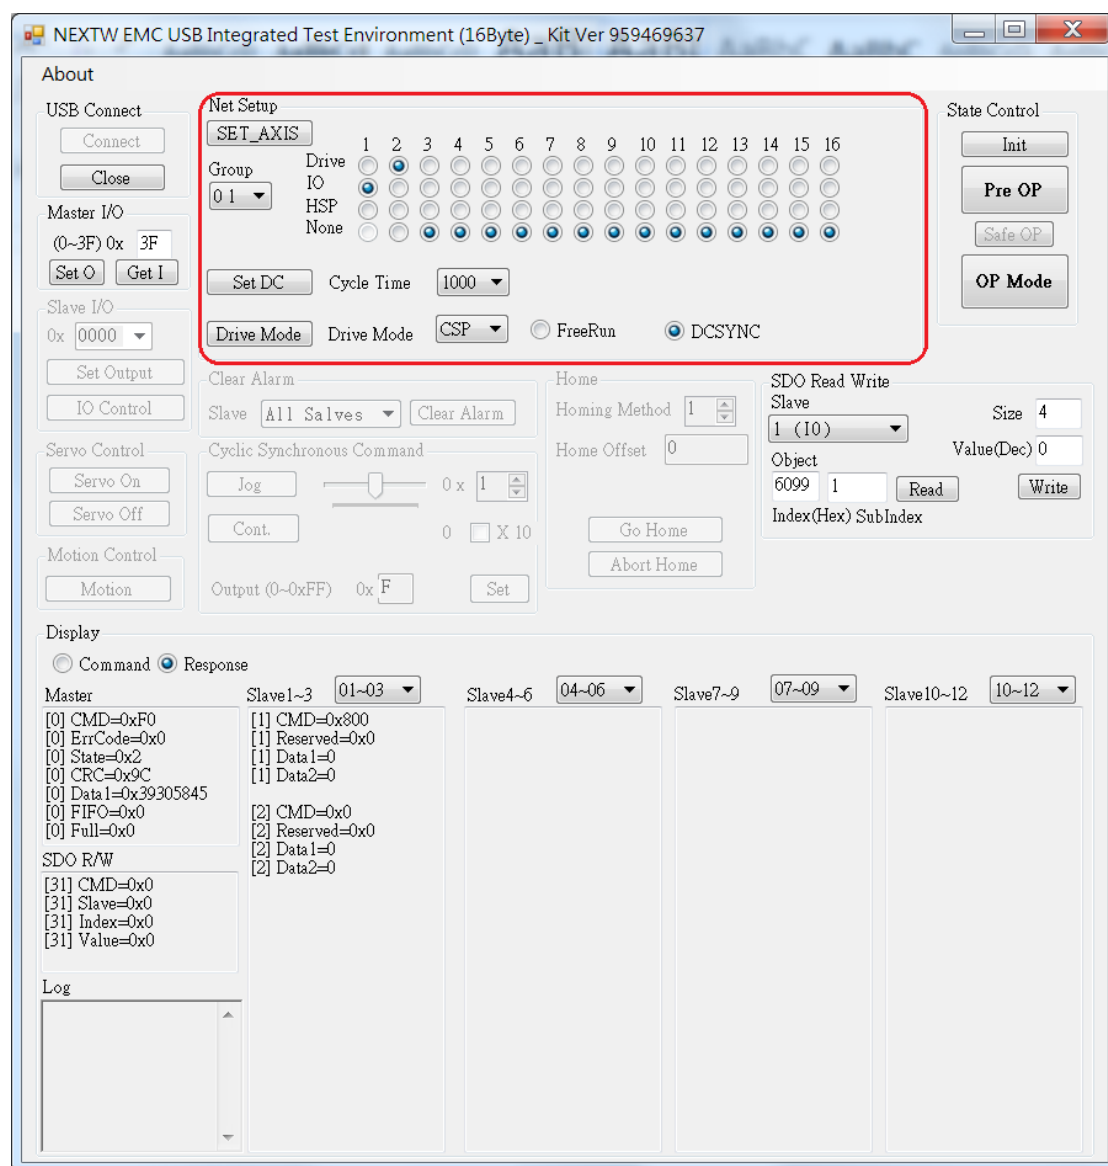 NEXTW EMC USB Integrated Test Environment (16Byte) _ Kit Ver 959469637
About
USB Connect
Connect
Close
Master I/O
(0~3F) 0x 3F
Set O Get I
Slave I/O
0x 0000
Set Output
IO Control
Servo Control
Servo On
Servo Off
Motion Control
Motion
Net Setup
SET_AXIS
1 2 3 4 5 6 7 8 9 10 11 12 13 14 15 16
Group
0 1
Drive
IO
HSP
None
Set DC Cycle Time 1000
Drive Mode Drive Mode CSP FreeRun DCSYNC
State Control
Init
Pre OP
Safe OP
OP Mode
Clear Alarm
Slave All Salves Clear Alarm
Cyclic Synchronous Command
Jog 0 x 1
Cont. 0 X 10
Output (0~0xFF) 0x F Set
Home
Homing Method 1
Home Offset 0
Go Home
Abort Home
SDO Read Write
Slave
1 (IO)
Size 4
Value(Dec) 0
Object
6099 1 Read Write
Index(Hex) SubIndex
Display
Command Response
Master
[0] CMD=0xF0
[0] ErrCode=0x0
[0] State=0x2
[0] CRC=0x9C
[0] Data1=0x39305845
[0] FIFO=0x0
[0] Full=0x0
SDO R/W
[31] CMD=0x0
[31] Slave=0x0
[31] Index=0x0
[31] Value=0x0
Log
Slave1~3 01~03
[1] CMD=0x800
[1] Reserved=0x0
[1] Data1=0
[1] Data2=0
[2] CMD=0x0
[2] Reserved=0x0
[2] Data1=0
[2] Data2=0
Slave4~6 04~06
Slave7~9 07~09
Slave10~12 10~12